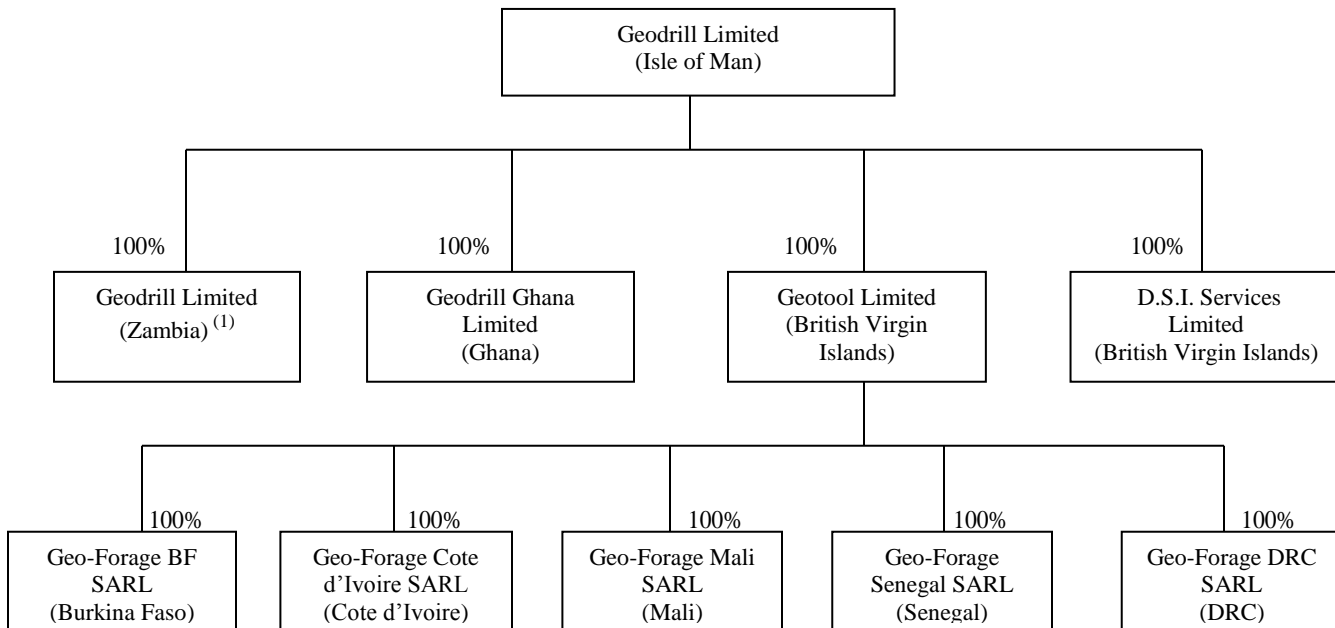 Geodrill Limited
(Isle of Man)
100%
100%
100%
100%
Geodrill Limited
(Zambia) (1)
Geodrill Ghana
Limited
(Ghana)
Geotool Limited
(British Virgin
Islands)
D.S.I. Services
Limited
(British Virgin Islands)
100%
100%
100%
100%
100%
Geo-Forage BF
SARL
(Burkina Faso)
Geo-Forage Cote
d’Ivoire SARL
(Cote d’Ivoire)
Geo-Forage Mali
SARL
(Mali)
Geo-Forage
Senegal SARL
(Senegal)
Geo-Forage DRC
SARL
(DRC)